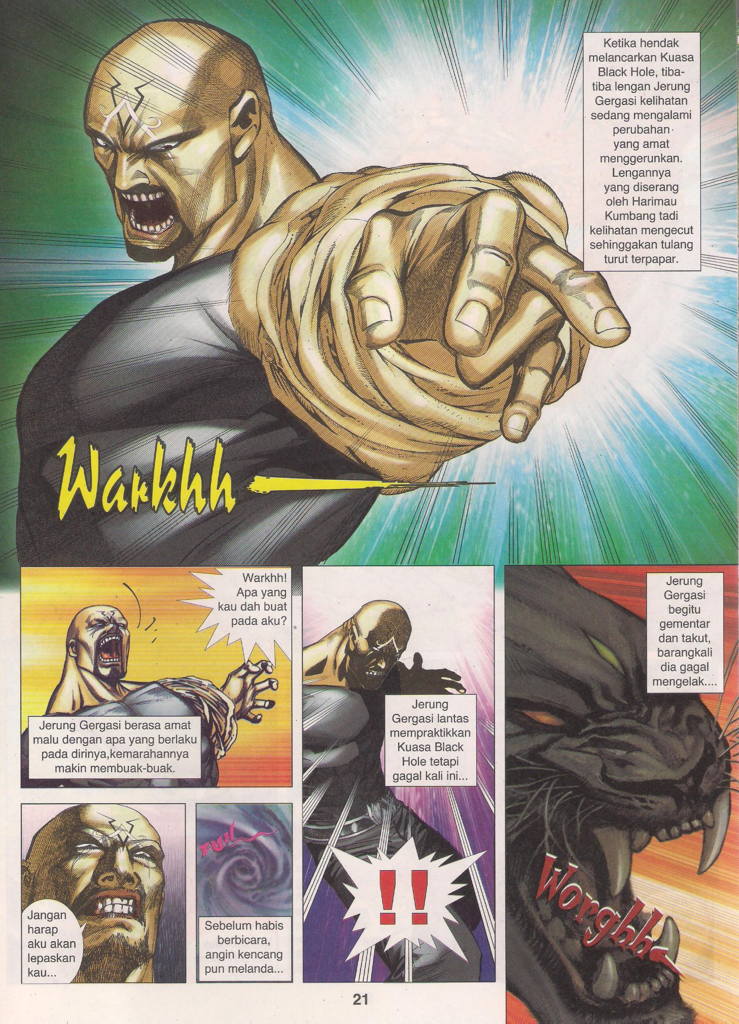 Ketika hendak
melancarkan Kuasa
Black Hole, tiba-
tiba lengan Jerung
Gergasi kelihatan
sedang mengalami
perubahan
yang amat
menggerunkan.
Lengannya
yang diserang
oleh Harimau
Kumbang tadi
kelihatan mengecut
sehinggakan tulang
turut terpapar.
Warkhh
Warkhh!
Apa yang
kau dah buat
pada aku?
Jerung Gergasi berasa amat
malu dengan apa yang berlaku
pada dirinya,kemarahannya
makin membuak-buak.
Jangan
harap
aku akan
lepaskan
kau...
Sebelum habis
berbicara,
angin kencang
pun melanda...
Jerung
Gergasi lantas
mempraktikkan
Kuasa Black
Hole tetapi
gagal kali ini...
!!
Jerung
Gergasi
begitu
gementar
dan takut,
barangkali
dia gagal
mengelak....
Worghhh
21